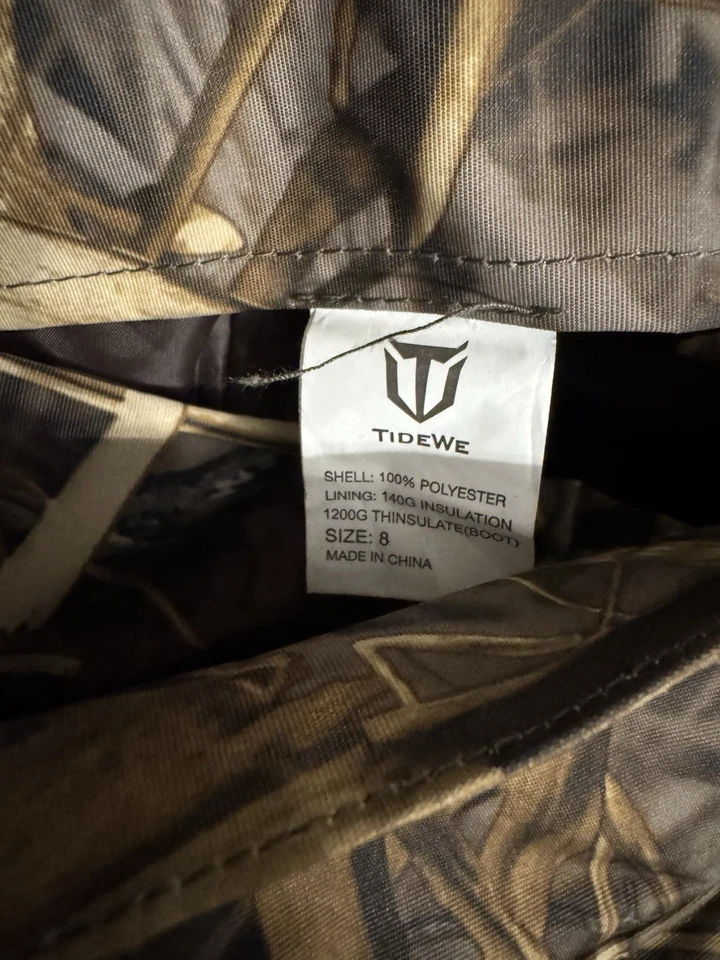 TIDEWE
SHELL: 100% POLYESTER
LINING: 140G INSULATION
1200G THINSULATE(BOOT)
SIZE: 8
MADE IN CHINA